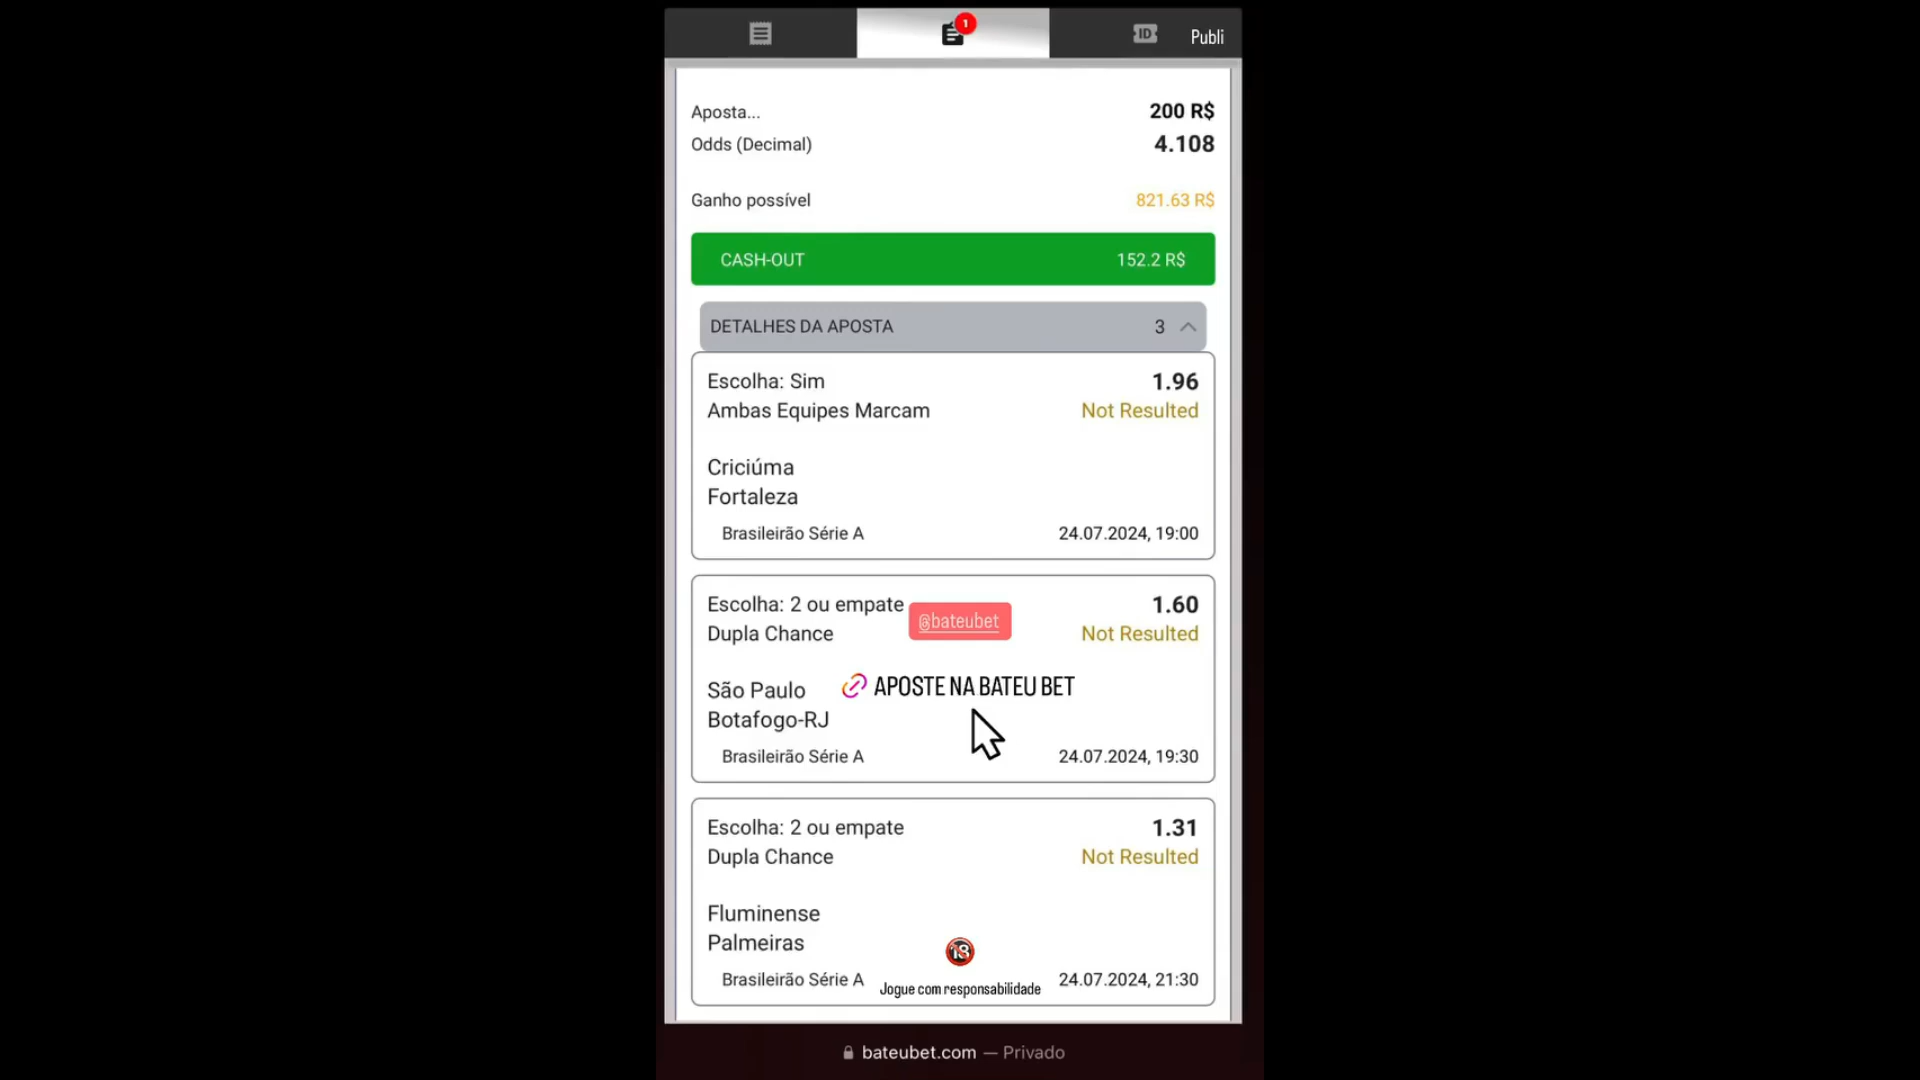 1
ID
Publi
Aposta... 200 R$
Odds (Decimal) 4.108
Ganho possível 821.63 R$
CASH-OUT 152.2 R$
DETALHES DA APOSTA 3
Escolha: Sim 1.96
Ambas Equipes Marcam Not Resulted
Criciúma
Fortaleza
Brasileirão Série A 24.07.2024, 19:00
Escolha: 2 ou empate 1.60
@bateubet
Dupla Chance Not Resulted
São Paulo
APOSTE NA BATEU BET
Botafogo-RJ
Brasileirão Série A 24.07.2024, 19:30
Escolha: 2 ou empate 1.31
Dupla Chance Not Resulted
Fluminense
Palmeiras
18
Brasileirão Série A 24.07.2024, 21:30
Jogue com responsabilidade
bateubet.com — Privado